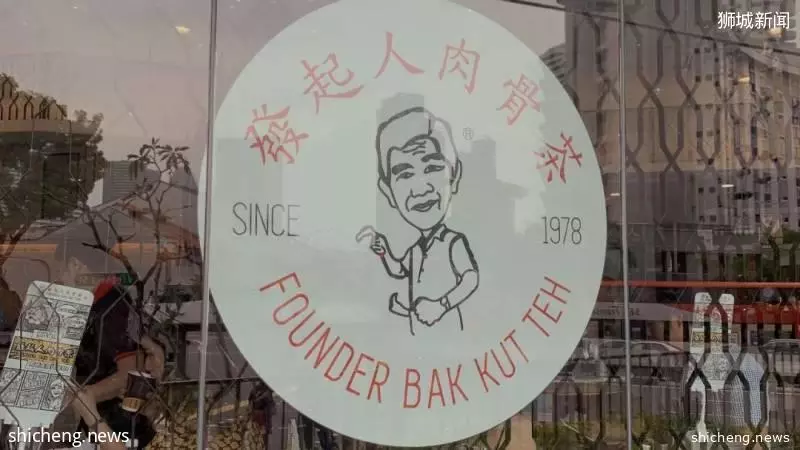 狮城新闻
發起人肉骨茶
®
SINCE
1978
FOUNDER BAK KUT TEH
shicheng.news
shicheng.news